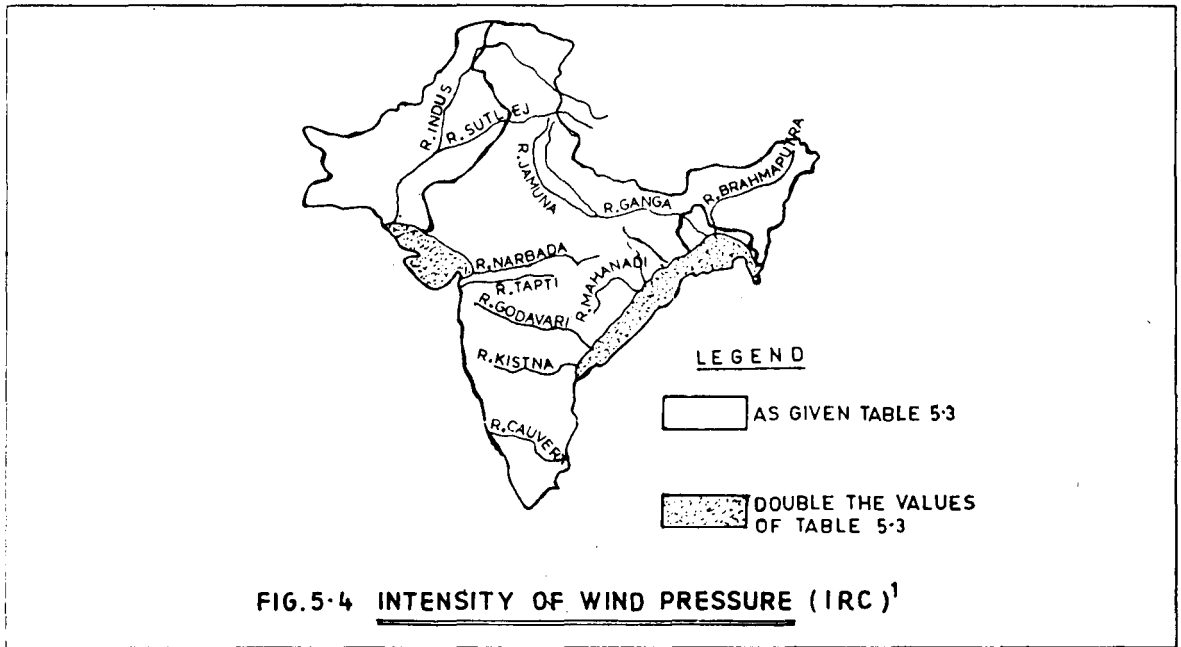 R. INDUS
R. SUTLEJ
R. JAMUNA
R. GANGA
R. BRAHMAPUTRA
R. NARBADA
R. TAPTI
R. MAHANADI
R. GODAVARI
R. KISTNA
R. CAUVERY
LEGEND
AS GIVEN TABLE 5·3
DOUBLE THE VALUES
OF TABLE 5·3
FIG. 5·4 INTENSITY OF WIND PRESSURE (IRC)¹